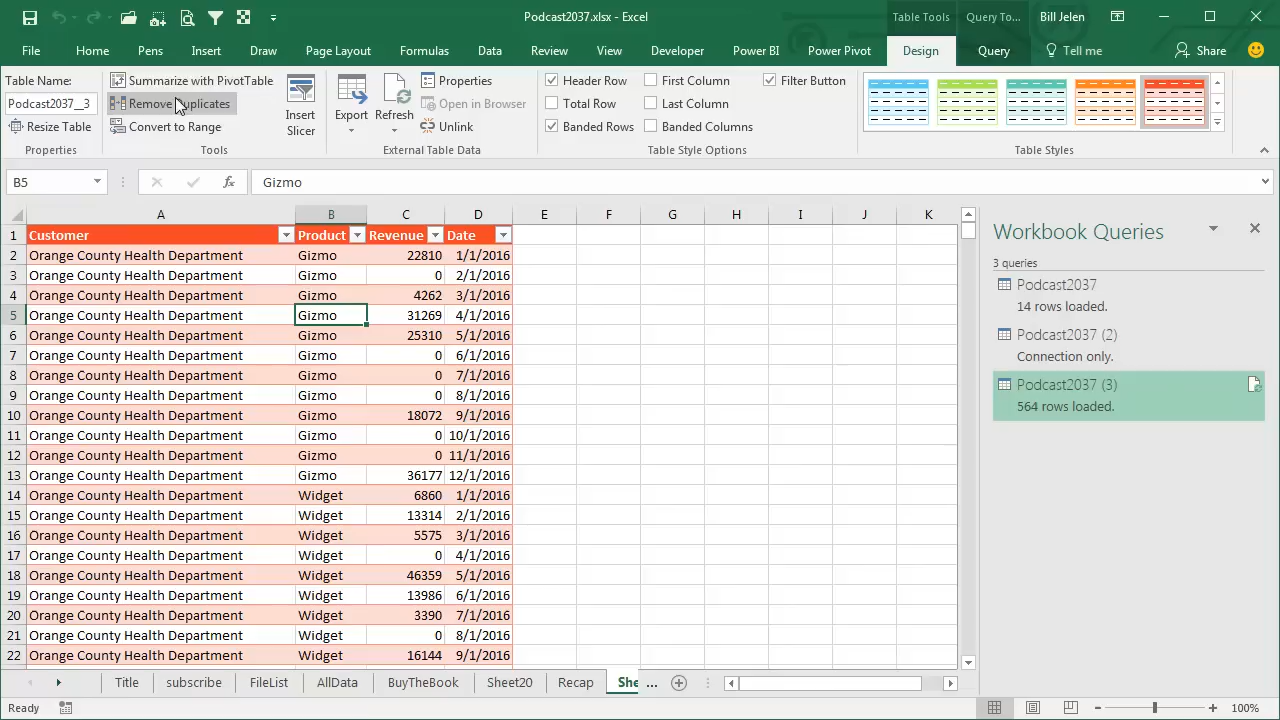 Podcast2037.xlsx - Excel
Table Tools
Query To...
Bill Jelen
File Home Pens Insert Draw Page Layout Formulas Data Review View Developer Power BI Power Pivot Design Query Tell me Share
Table Name:
Podcast2037__3
Resize Table
Properties
Summarize with PivotTable
Remove Duplicates
Convert to Range
Tools
Insert
Slicer
Export
Refresh
Properties
Open in Browser
Unlink
External Table Data
Header Row First Column Filter Button
Total Row Last Column
Banded Rows Banded Columns
Table Style Options
Table Styles
B5 fx Gizmo
A B C D E F G H I J K
1 Customer Product Revenue Date
2 Orange County Health Department Gizmo 22810 1/1/2016
3 Orange County Health Department Gizmo 0 2/1/2016
4 Orange County Health Department Gizmo 4262 3/1/2016
5 Orange County Health Department Gizmo 31269 4/1/2016
6 Orange County Health Department Gizmo 25310 5/1/2016
7 Orange County Health Department Gizmo 0 6/1/2016
8 Orange County Health Department Gizmo 0 7/1/2016
9 Orange County Health Department Gizmo 0 8/1/2016
10 Orange County Health Department Gizmo 18072 9/1/2016
11 Orange County Health Department Gizmo 0 10/1/2016
12 Orange County Health Department Gizmo 0 11/1/2016
13 Orange County Health Department Gizmo 36177 12/1/2016
14 Orange County Health Department Widget 6860 1/1/2016
15 Orange County Health Department Widget 13314 2/1/2016
16 Orange County Health Department Widget 5575 3/1/2016
17 Orange County Health Department Widget 0 4/1/2016
18 Orange County Health Department Widget 46359 5/1/2016
19 Orange County Health Department Widget 13986 6/1/2016
20 Orange County Health Department Widget 3390 7/1/2016
21 Orange County Health Department Widget 0 8/1/2016
22 Orange County Health Department Widget 16144 9/1/2016
Workbook Queries
3 queries
Podcast2037
14 rows loaded.
Podcast2037 (2)
Connection only.
Podcast2037 (3)
564 rows loaded.
Title subscribe FileList AllData BuyTheBook Sheet20 Recap She ...
Ready
100%